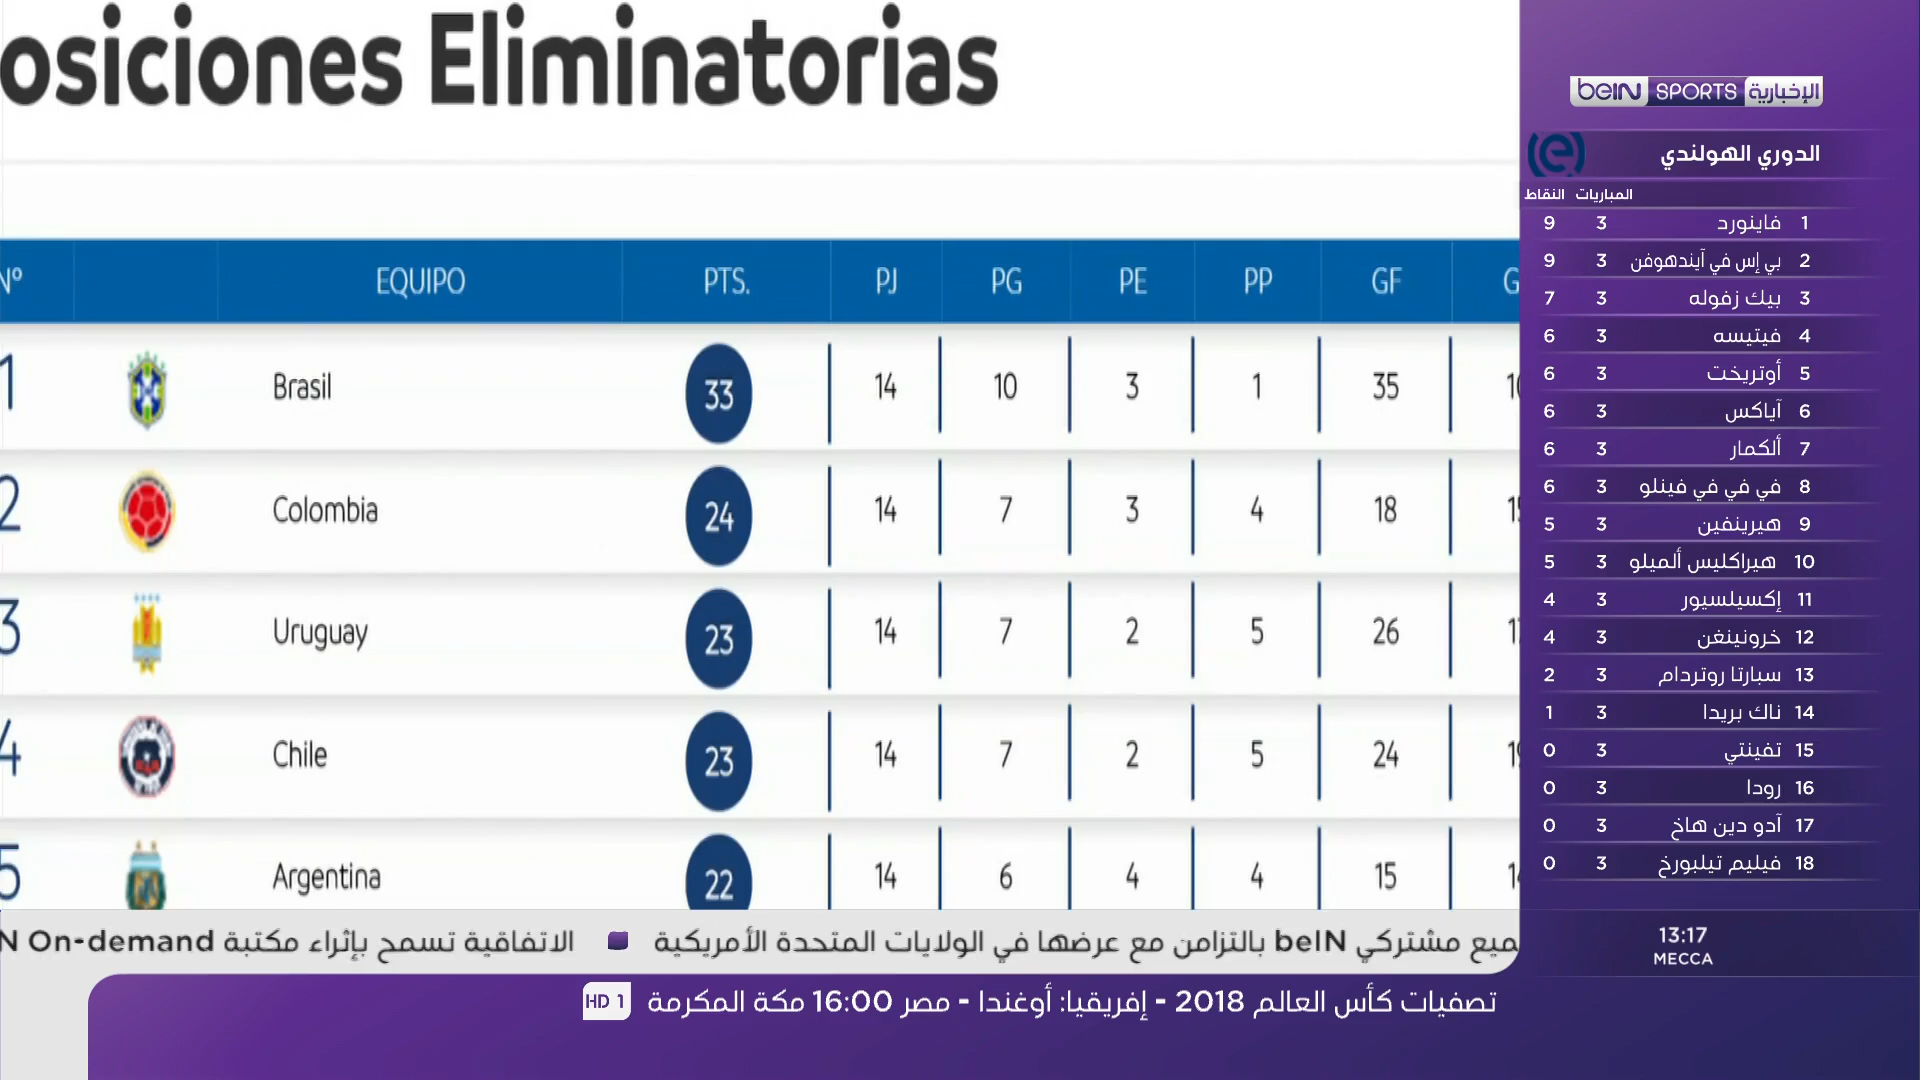 osiciones Eliminatorias
Nº EQUIPO PTS. PJ PG PE PP GF G
1 Brasil 33 14 10 3 1 35
2 Colombia 24 14 7 3 4 18
3 Uruguay 23 14 7 2 5 26
4 Chile 23 14 7 2 5 24
5 Argentina 22 14 6 4 4 15
beIN SPORTS الإخبارية
الدوري الهولندي
المباريات النقاط
1 فاينورد 3 9
2 بي إس في آيندهوفن 3 9
3 بيك زفوله 3 7
4 فيتيسه 3 6
5 أوتريخت 3 6
6 آياكس 3 6
7 ألكمار 3 6
8 في في في فينلو 3 6
9 هيرينفين 3 5
10 هيراكليس ألميلو 3 5
11 إكسيلسيور 3 4
12 خرونينغن 3 4
13 سبارتا روتردام 3 2
14 ناك بريدا 3 1
15 تفينتي 3 0
16 رودا 3 0
17 آدو دين هاخ 3 0
18 فيليم تيلبورخ 3 0
ميع مشتركي beIN بالتزامن مع عرضها في الولايات المتحدة الأمريكية الاتفاقية تسمح بإثراء مكتبة N On-demand
13:17
MECCA
تصفيات كأس العالم 2018 - إفريقيا: أوغندا - مصر 16:00 مكة المكرمة HD 1